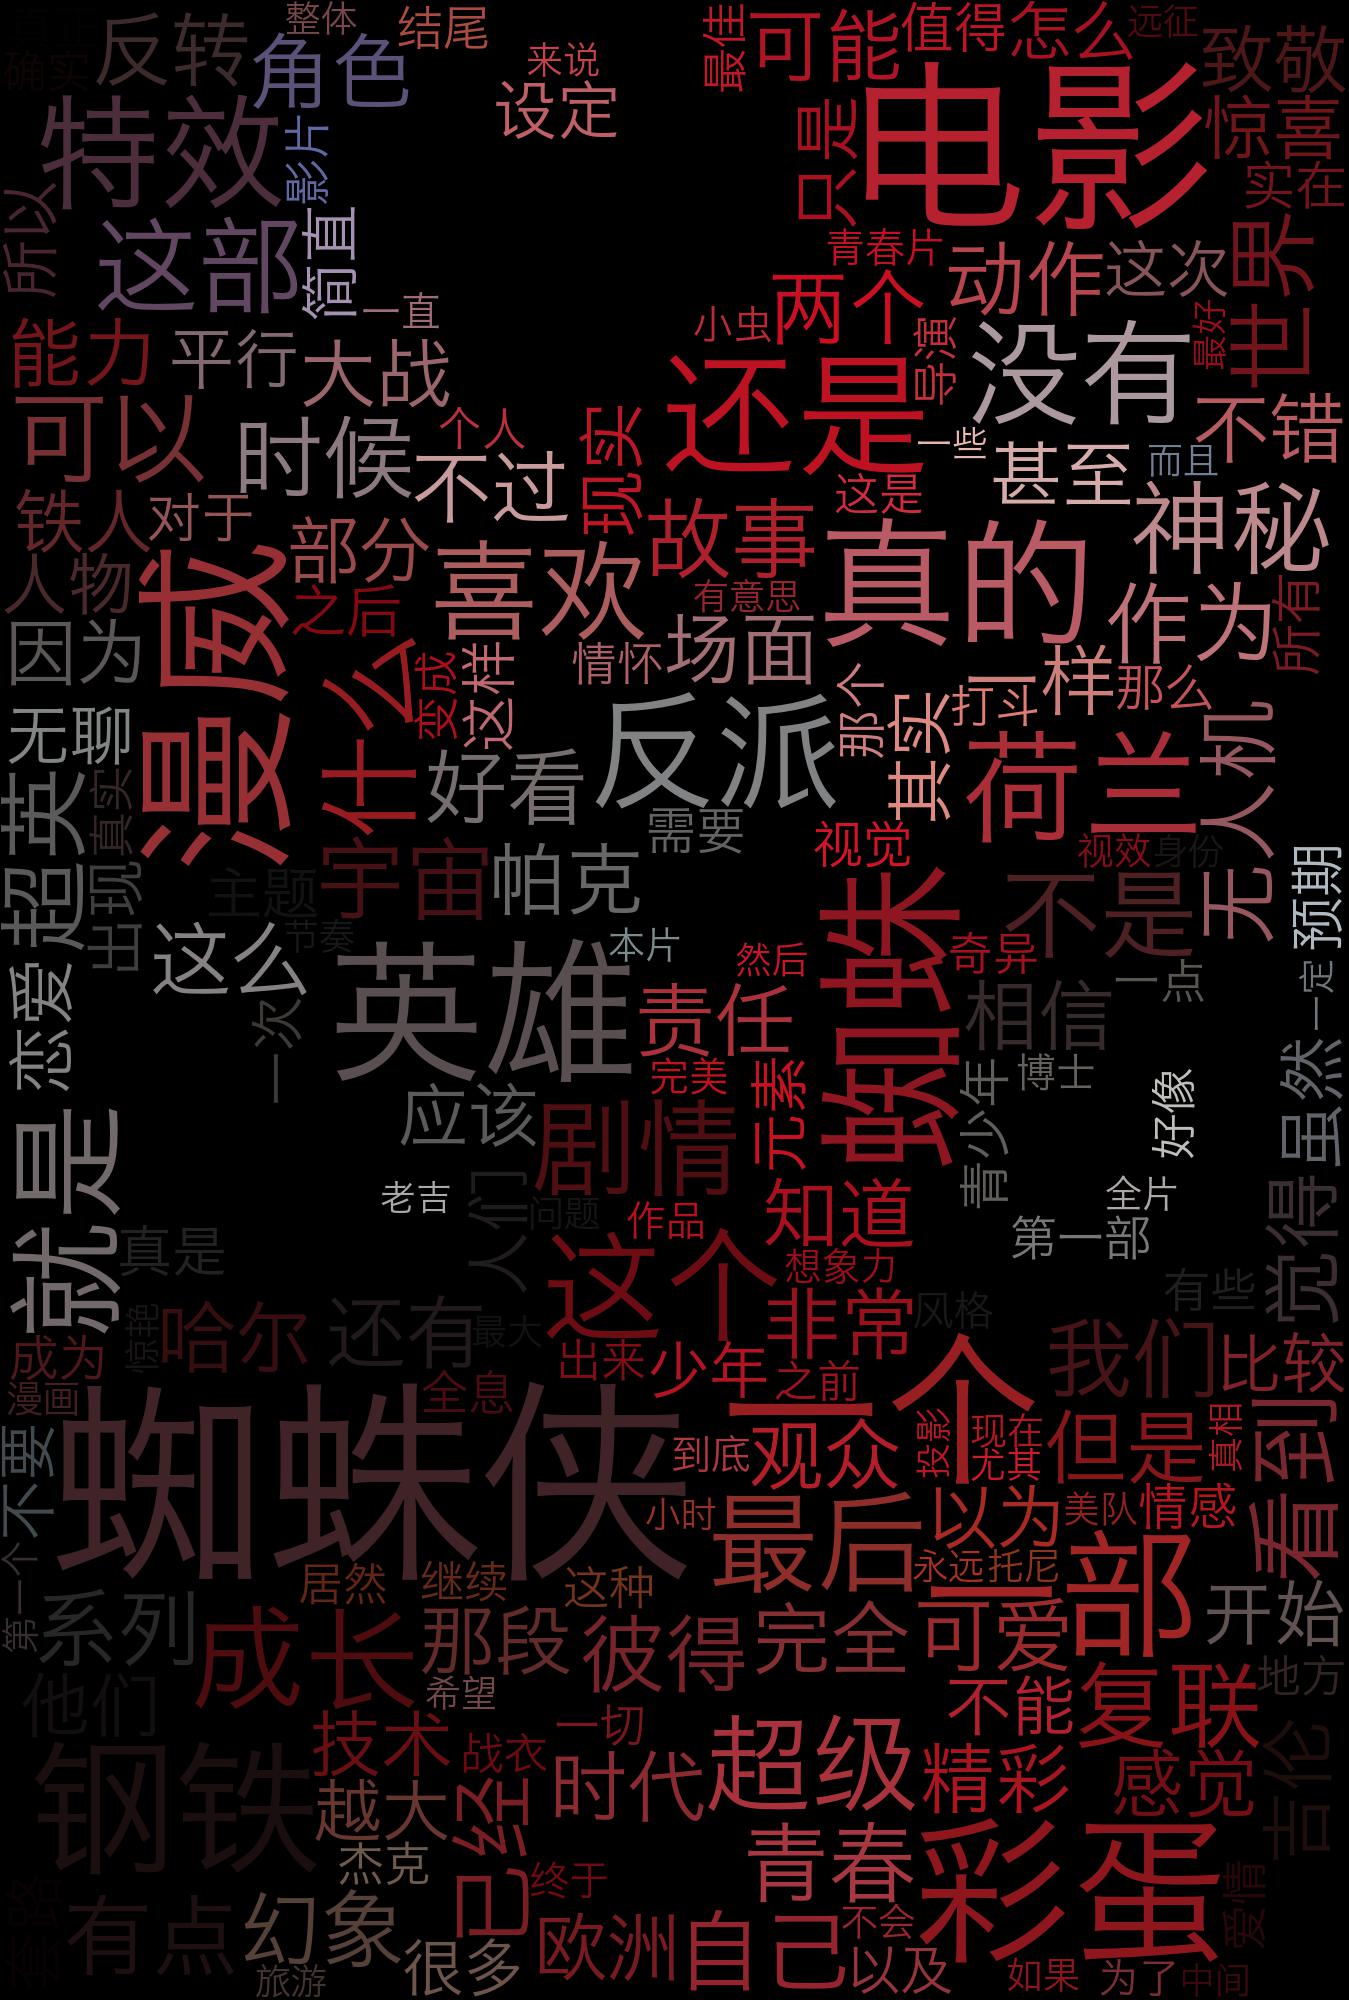 整体
结尾
最佳
可能
值得
怎么
远征
反转
角色
来说
致敬
确实
设定
电影
惊喜
特效
影片
只是
实在
所以
这部
简直
青春片
动作
这次
世界
一直
小虫
两个
导演
没有
最好
能力
平行
大战
还是
不错
可以
时候
个人
不过
现实
一些
甚至
而且
铁人
对于
部分
喜欢
故事
这是
真的
神秘
人物
漫威
之后
有意思
作为
所有
因为
什么
变成
这样
情怀
场面
那个
其实
打斗
一样
那么
无聊
好看
反派
荷兰
无人机
超英
真实
需要
视觉
视效
身份
出现
主题
宇宙
帕克
蜘蛛
不是
预期
恋爱
这么
节奏
英雄
本片
然后
奇异
相信
一点
一定
一次
责任
完美
元素
青少年
博士
好像
虽然
就是
应该
剧情
老吉
人们
问题
作品
知道
全片
第一部
觉得
真是
这个
想象力
有些
惊艳
哈尔
还有
最大
非常
风格
成为
漫画
全息
出来
少年
之前
一个
我们
比较
不要
蜘蛛侠
到底
观众
投影
现在
尤其
但是
真相
看到
第一个
系列
小时
最后
以为
美队
情感
居然
继续
这种
永远
托尼
一部
可爱
开始
成长
那段
彼得
完全
他们
希望
不能
复联
地方
钢铁
技术
战衣
一切
时代
超级
精彩
感觉
吉伦
越大
已经
杰克
青春
彩蛋
套路
有点
幻象
终于
爱情
旅游
很多
欧洲
自己
不会
以及
如果
为了
中间